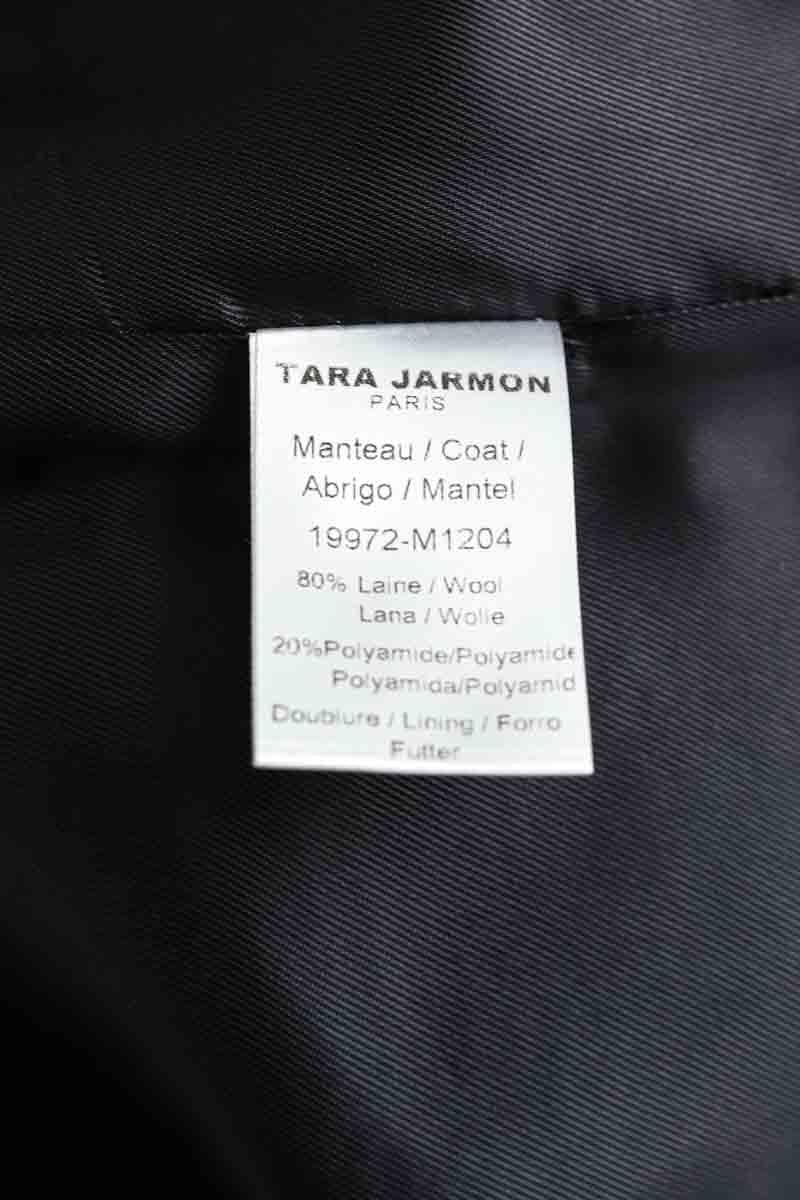 TARA JARMON
PARIS
Manteau / Coat /
Abrigo / Mantel
19972-M1204
80% Laine / Wool
Lana / Wolle
20%Polyamide/Polyamide
Polyamida/Polyamid
Doublure / Lining / Forro
Futter